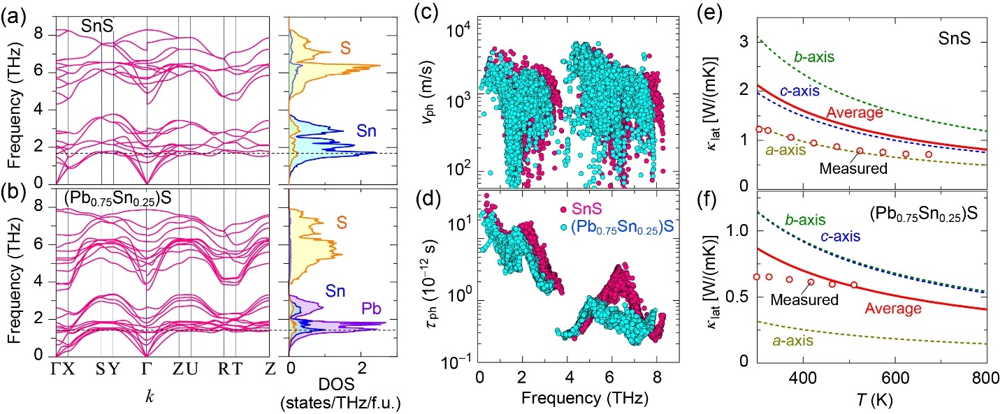 (a)
SnS
8
6
4
2
0
Frequency (THz)
S
Sn
(b)
(Pb0.75Sn0.25)S
8
6
4
2
0
Frequency (THz)
S
Sn
Pb
Γ X S Y Γ Z U R T Z
k
0 2
DOS
(states/THz/f.u.)
(c)
10^4
10^3
10^2
νph (m/s)
(d)
SnS
(Pb0.75Sn0.25)S
10^1
10^0
10^−1
τph (10^−12 s)
0 2 4 6 8
Frequency (THz)
(e)
SnS
3
2
1
0
κlat [W/(mK)]
b-axis
c-axis
Average
a-axis
Measured
(f)
(Pb0.75Sn0.25)S
1.0
0.5
0
κlat [W/(mK)]
b-axis
c-axis
Measured
Average
a-axis
400 600 800
T (K)